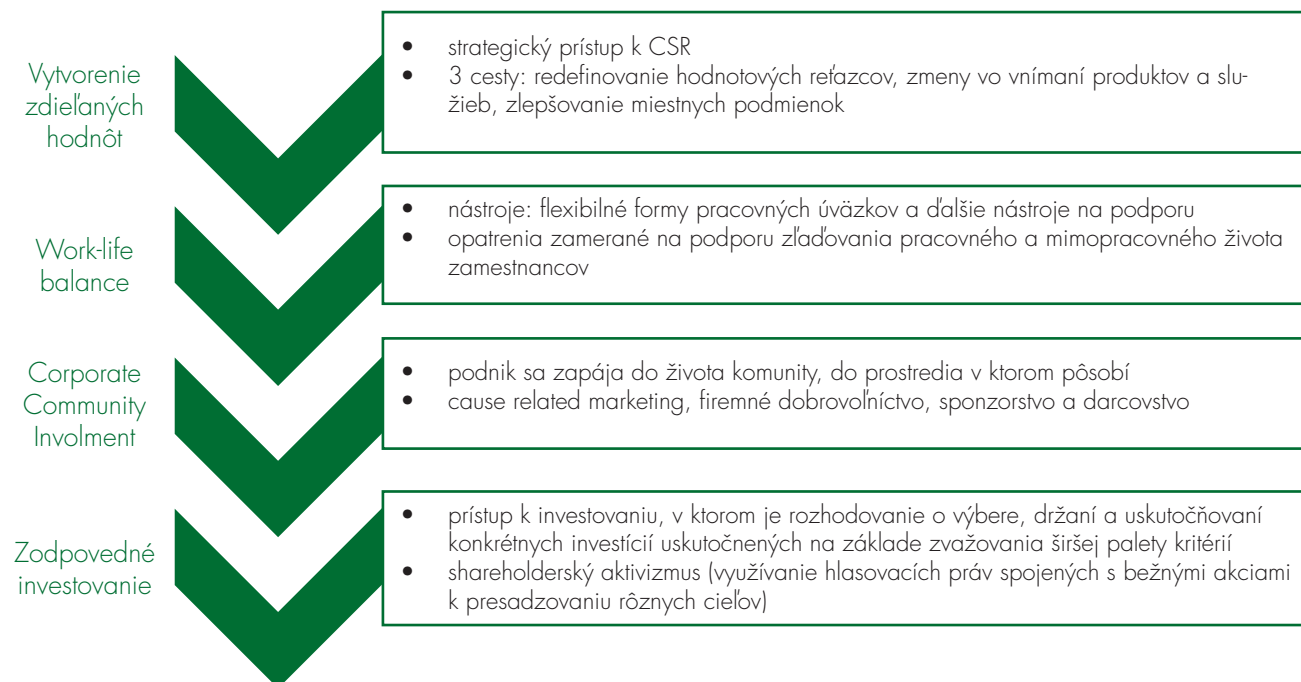 Vytvorenie
zdieľaných
hodnôt
• strategický prístup k CSR
• 3 cesty: redefinovanie hodnotových reťazcov, zmeny vo vnímaní produktov a slu-
žieb, zlepšovanie miestnych podmienok
Work-life
balance
• nástroje: flexibilné formy pracovných úväzkov a ďalšie nástroje na podporu
• opatrenia zamerané na podporu zlaďovania pracovného a mimopracovného života
zamestnancov
Corporate
Community
Involment
• podnik sa zapája do života komunity, do prostredia v ktorom pôsobí
• cause related marketing, firemné dobrovoľníctvo, sponzorstvo a darcovstvo
Zodpovedné
investovanie
• prístup k investovaniu, v ktorom je rozhodovanie o výbere, držaní a uskutočňovaní
konkrétnych investícií uskutočnených na základe zvažovania širšej palety kritérií
• shareholderský aktivizmus (využívanie hlasovacích práv spojených s bežnými akciami
k presadzovaniu rôznych cieľov)